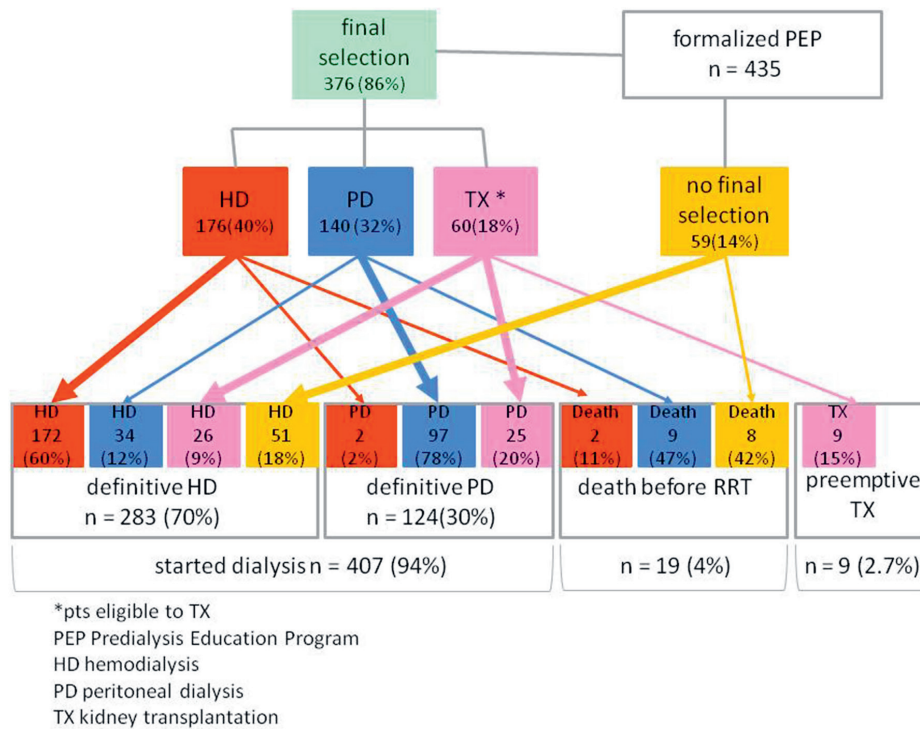 final
selection
376 (86%)
formalized PEP
n = 435
HD
176(40%)
PD
140 (32%)
TX *
60(18%)
no final
selection
59(14%)
HD
172
(60%)
HD
34
(12%)
HD
26
(9%)
HD
51
(18%)
PD
2
(2%)
PD
97
(78%)
PD
25
(20%)
Death
2
(11%)
Death
9
(47%)
Death
8
(42%)
TX
9
(15%)
definitive HD
n = 283 (70%)
definitive PD
n = 124(30%)
death before RRT
preemptive
TX
started dialysis n = 407 (94%)
n = 19 (4%)
n = 9 (2.7%)
*pts eligible to TX
PEP Predialysis Education Program
HD hemodialysis
PD peritoneal dialysis
TX kidney transplantation